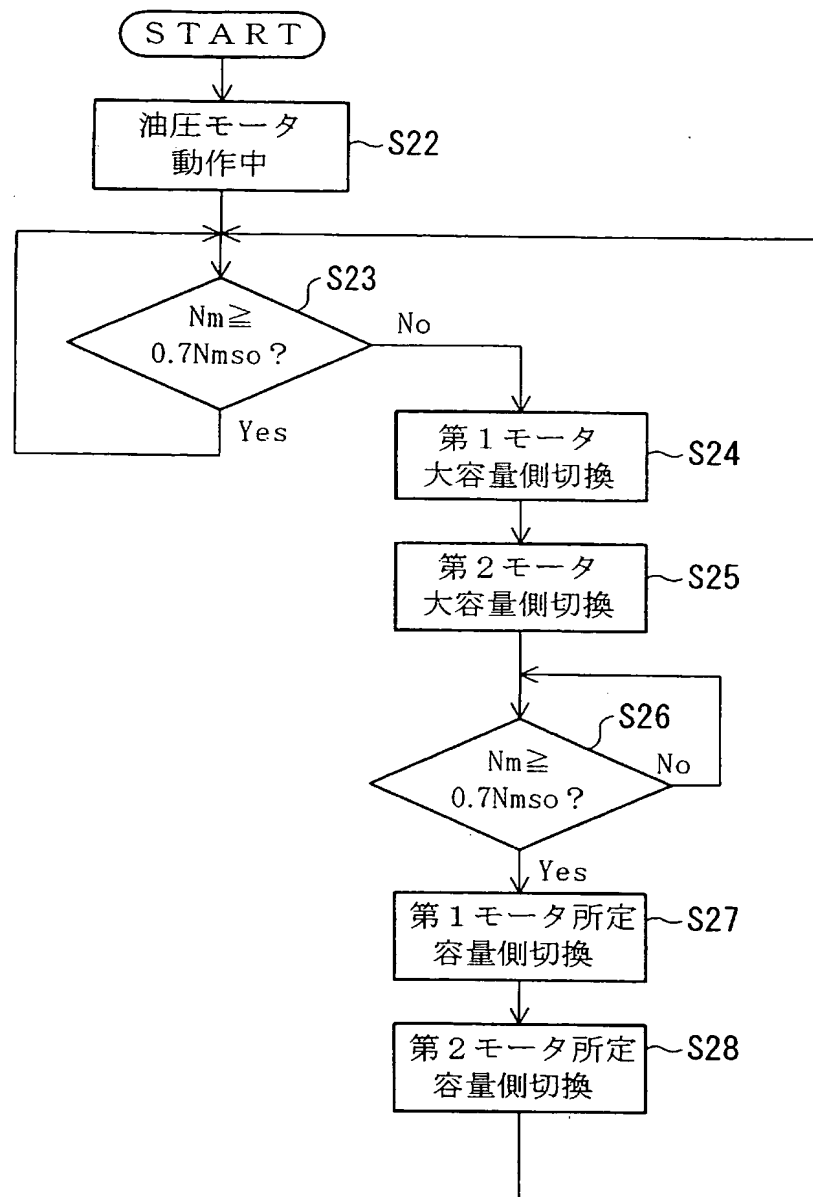 START
油圧モータ
動作中
S22
S23
Nm≧
0.7Nmso？
No
Yes
第１モータ
大容量側切換
S24
第２モータ
大容量側切換
S25
S26
Nm≧
0.7Nmso？
No
Yes
第１モータ所定
容量側切換
S27
第２モータ所定
容量側切換
S28